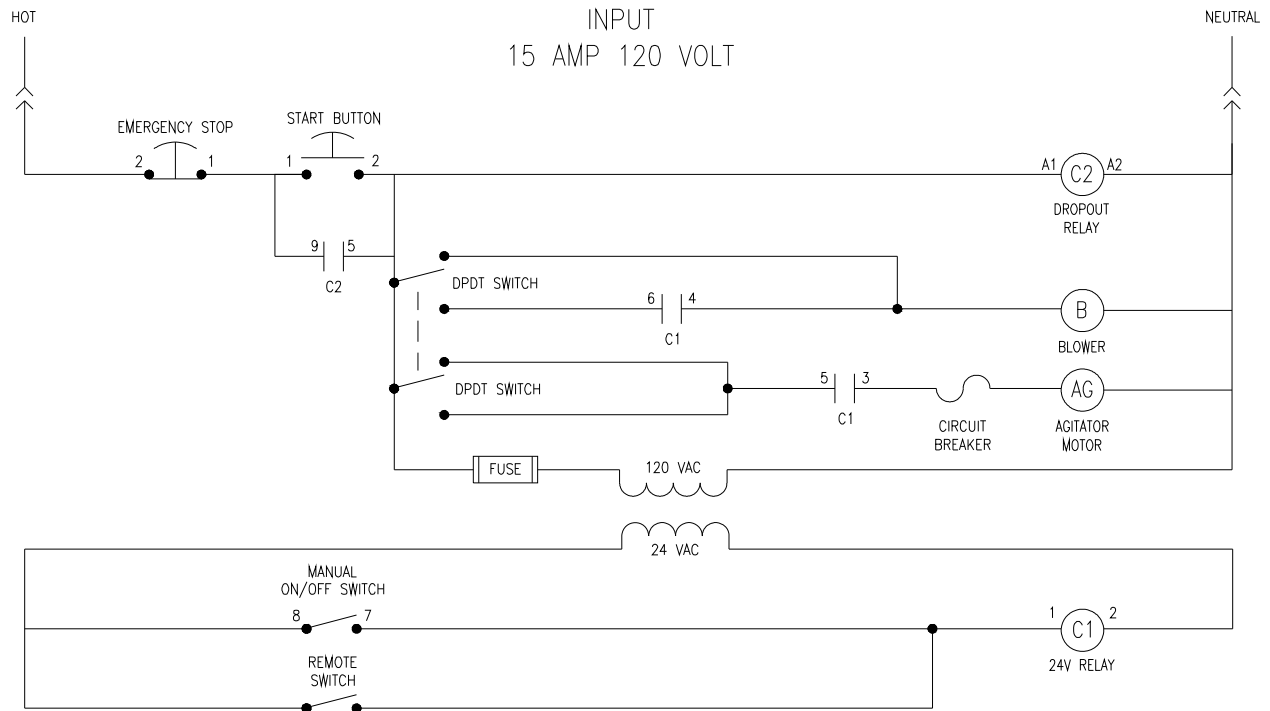 HOT
INPUT
NEUTRAL
15 AMP 120 VOLT
EMERGENCY STOP
START BUTTON
2
1
1
2
A1
C2
A2
DROPOUT
RELAY
9
5
C2
DPDT SWITCH
6
4
C1
B
BLOWER
DPDT SWITCH
5
3
C1
CIRCUIT
BREAKER
AG
AGITATOR
MOTOR
FUSE
120 VAC
24 VAC
MANUAL
ON/OFF SWITCH
8
7
1
C1
2
24V RELAY
REMOTE
SWITCH